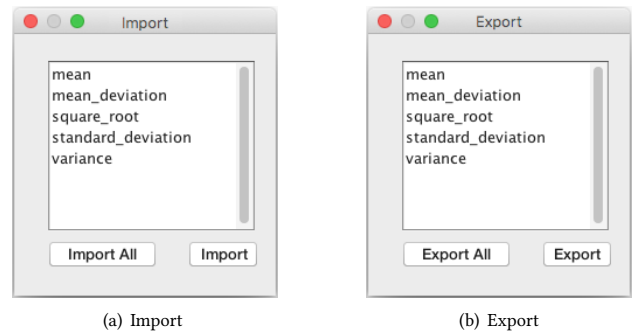 Import
mean
mean_deviation
square_root
standard_deviation
variance
Import All
Import
(a) Import
Export
mean
mean_deviation
square_root
standard_deviation
variance
Export All
Export
(b) Export